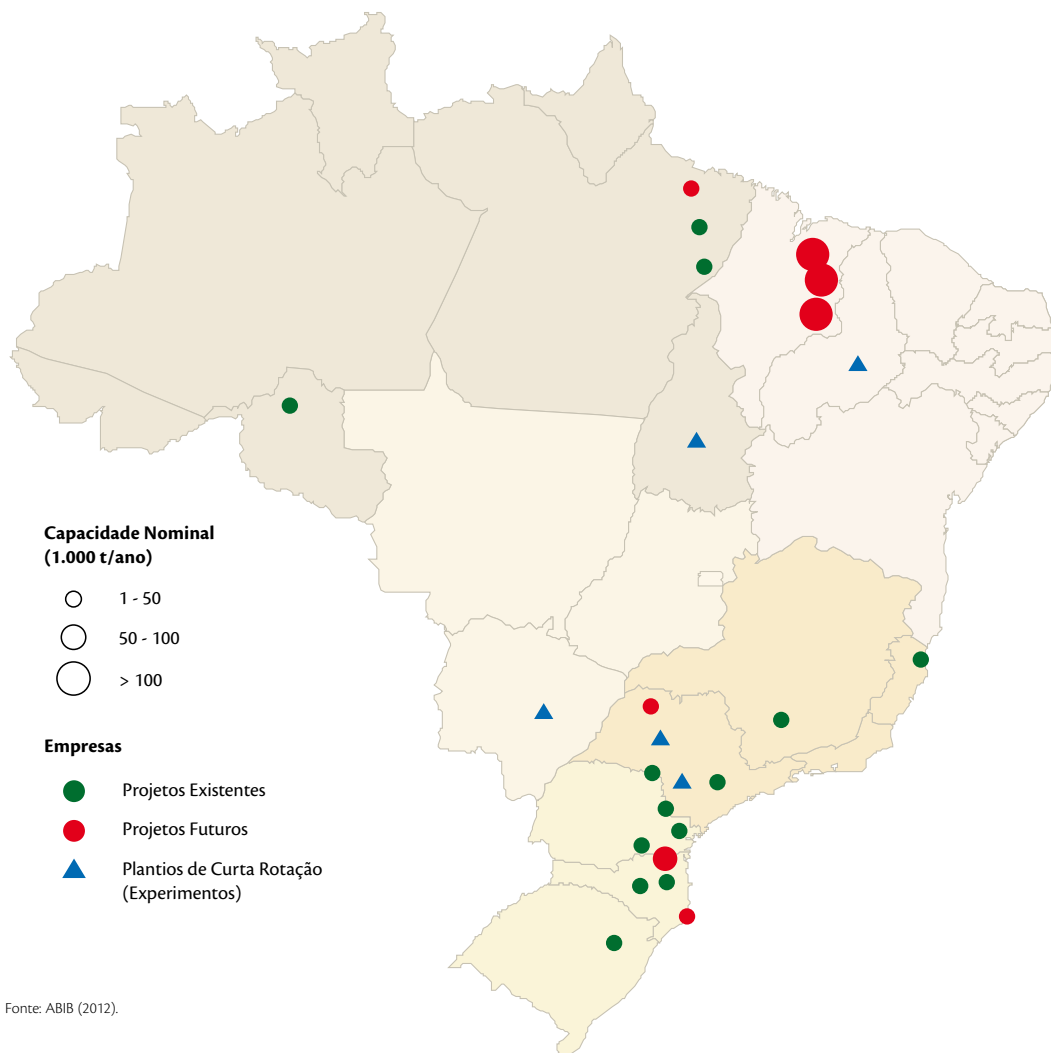 Capacidade Nominal
(1.000 t/ano)
1 - 50
50 - 100
> 100
Empresas
Projetos Existentes
Projetos Futuros
Plantios de Curta Rotação
(Experimentos)
Fonte: ABIB (2012).